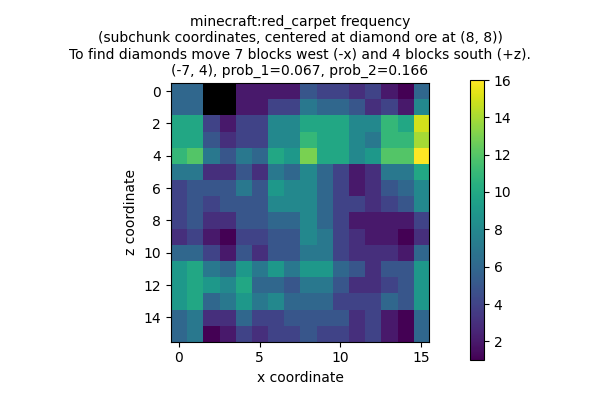 minecraft:red_carpet frequency
(subchunk coordinates, centered at diamond ore at (8, 8))
To find diamonds move 7 blocks west (-x) and 4 blocks south (+z).
(-7, 4), prob_1=0.067, prob_2=0.166
0
2
4
6
8
10
12
14
z coordinate
0 5 10 15
x coordinate
16
14
12
10
8
6
4
2